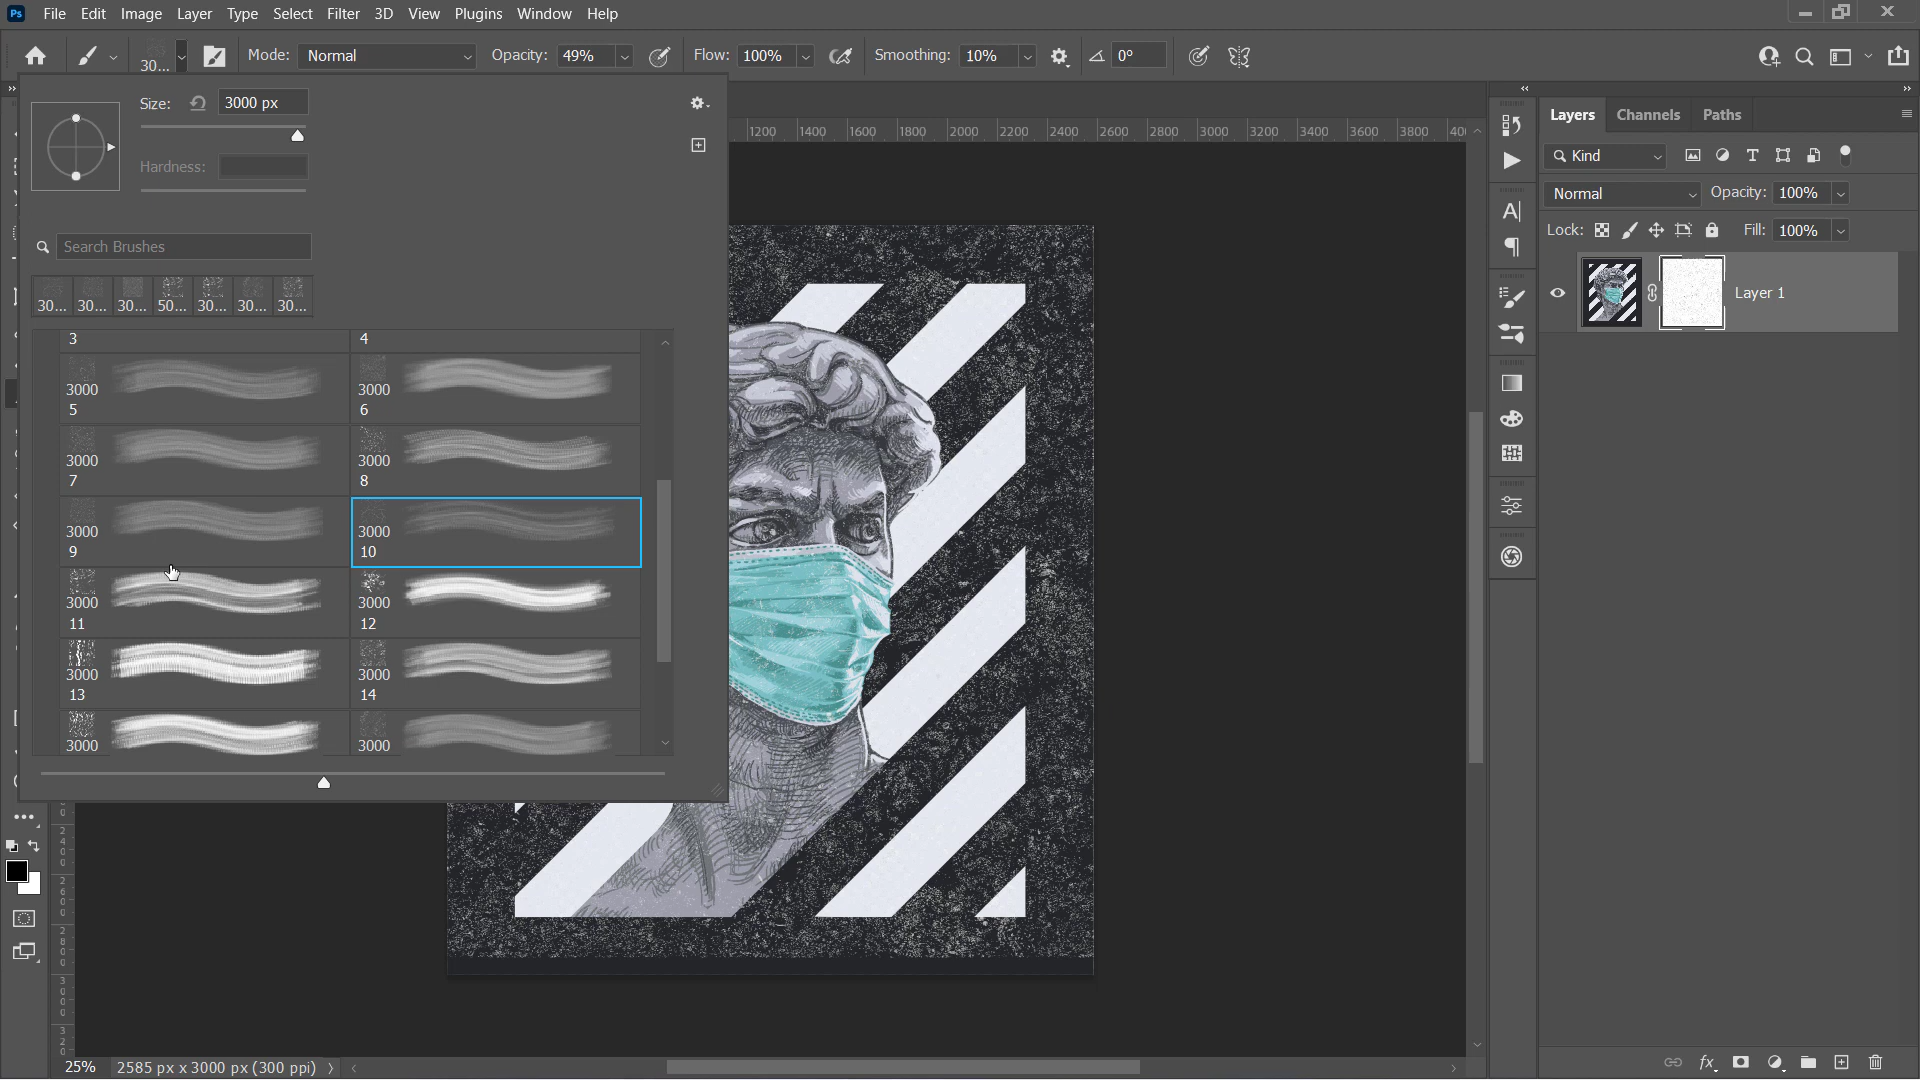 Ps File Edit Image Layer Type Select Filter 3D View Plugins Window Help
30... Mode: Normal Opacity: 49% Flow: 100% Smoothing: 10% 0°
Size: 3000 px
Hardness:
Search Brushes
30... 30... 30... 50... 30... 30... 30...
3 4
3000 3000
5 6
3000 3000
7 8
3000 3000
9 10
3000 3000
11 12
3000 3000
13 14
3000 3000
1200 1400 1600 1800 2000 2200 2400 2600 2800 3000 3200 3400 3600 3800
Layers Channels Paths
Kind
Normal Opacity: 100%
Lock: Fill: 100%
Layer 1
25% 2585 px x 3000 px (300 ppi)